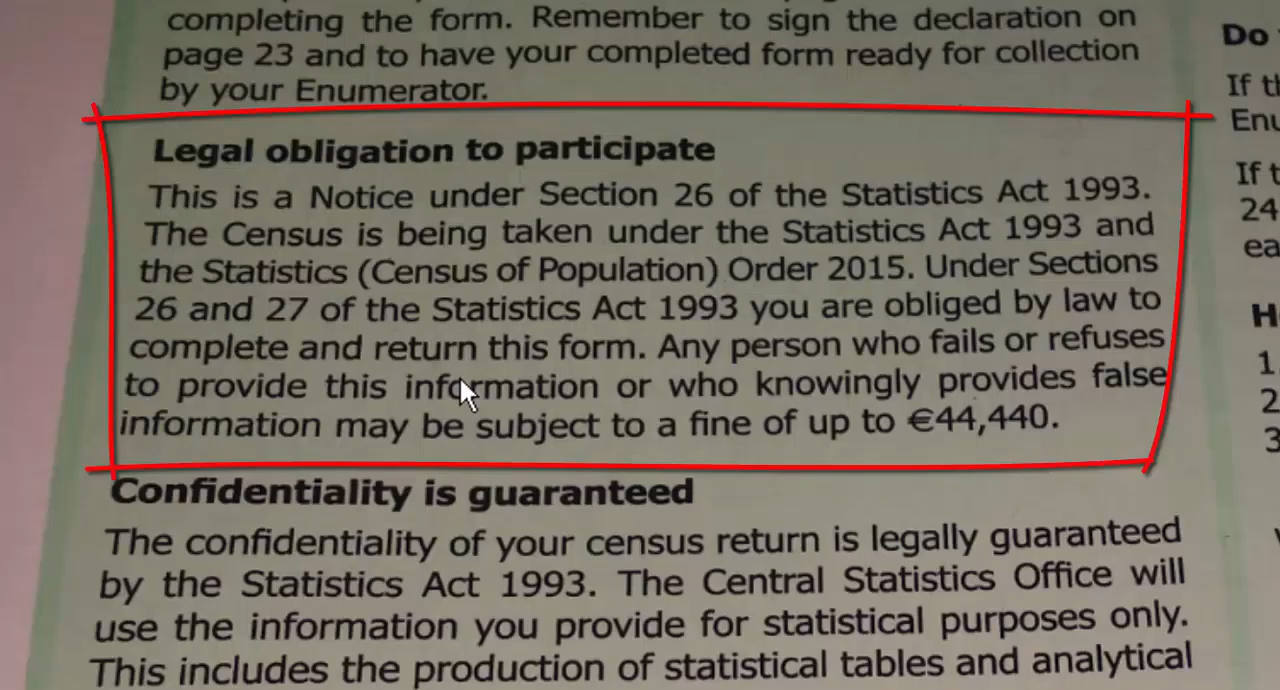 completing the form. Remember to sign the declaration on
page 23 and to have your completed form ready for collection
by your Enumerator.
Legal obligation to participate
This is a Notice under Section 26 of the Statistics Act 1993.
The Census is being taken under the Statistics Act 1993 and
the Statistics (Census of Population) Order 2015. Under Sections
26 and 27 of the Statistics Act 1993 you are obliged by law to
complete and return this form. Any person who fails or refuses
to provide this information or who knowingly provides false
information may be subject to a fine of up to €44,440.
Confidentiality is guaranteed
The confidentiality of your census return is legally guaranteed
by the Statistics Act 1993. The Central Statistics Office will
use the information you provide for statistical purposes only.
This includes the production of statistical tables and analytical
Do
If
If
24
1.
2
3